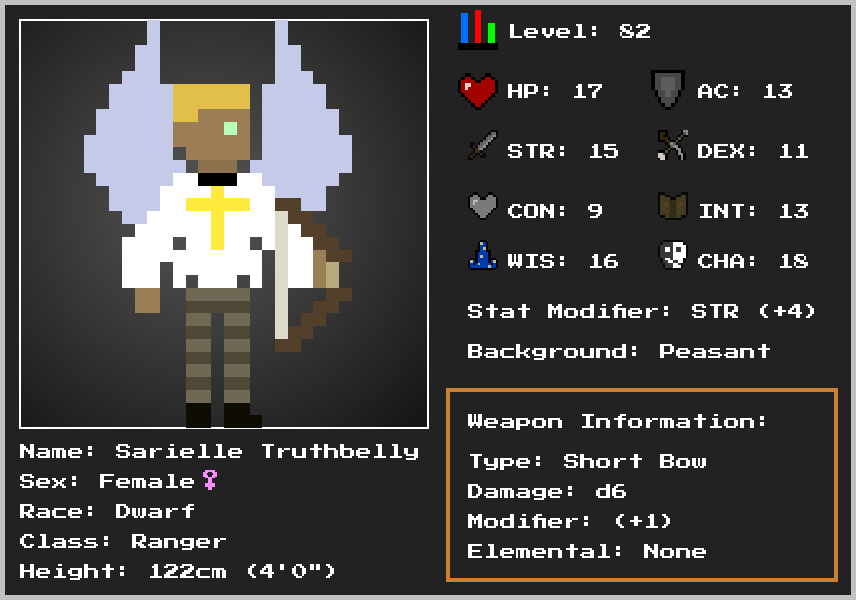 Level: 82
HP: 17
AC: 13
STR: 15
DEX: 11
CON: 9
INT: 13
WIS: 16
CHA: 18
Stat Modifier: STR (+4)
Background: Peasant
Weapon Information:
Type: Short Bow
Damage: d6
Modifier: (+1)
Elemental: None
Name: Sarielle Truthbelly
Sex: Female♀
Race: Dwarf
Class: Ranger
Height: 122cm (4'0")